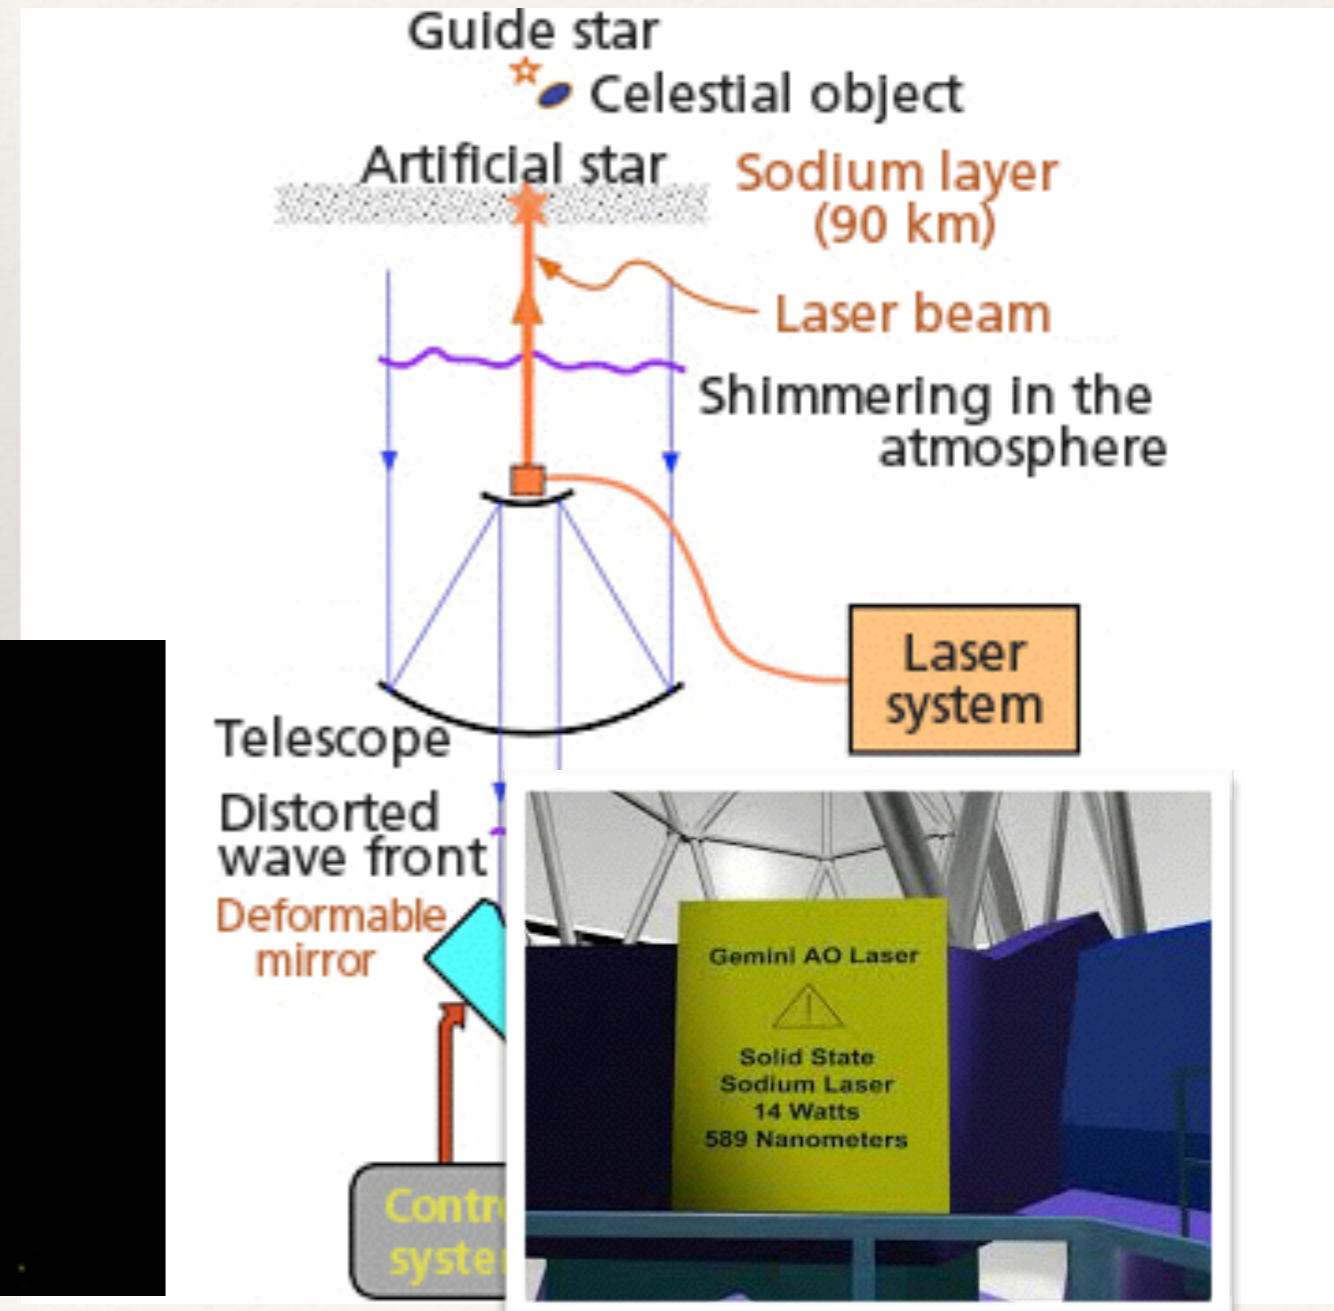 Guide star
Celestial object
Artificial star
Sodium layer
(90 km)
Laser beam
Shimmering in the
atmosphere
Laser
system
Telescope
Distorted
wave front
Deformable
mirror
Gemini AO Laser
Solid State
Sodium Laser
14 Watts
589 Nanometers